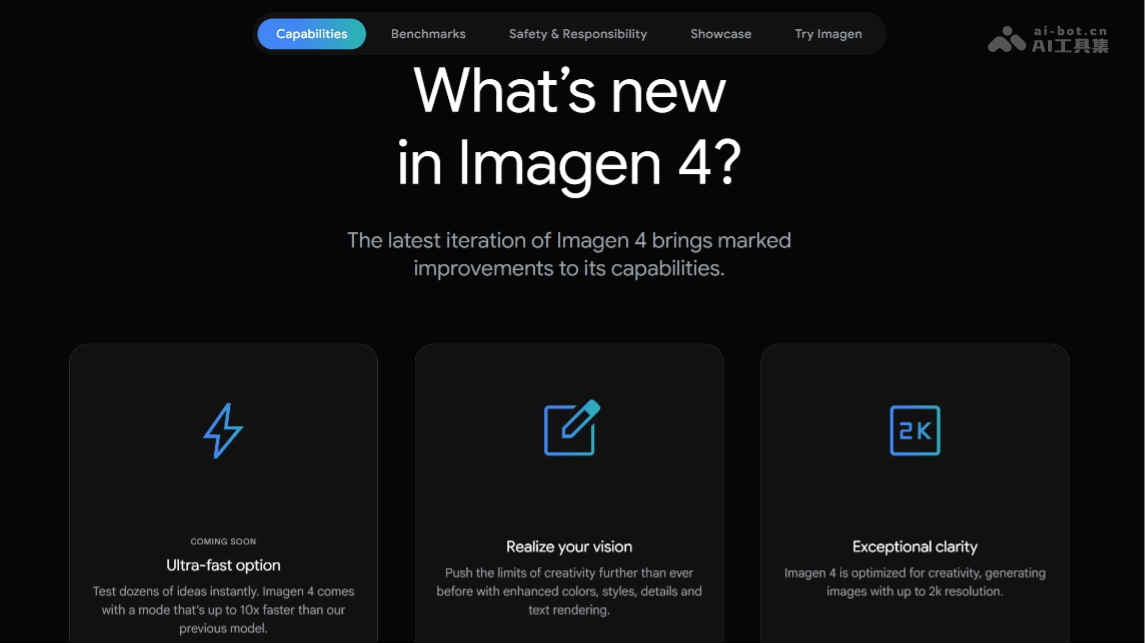 Capabilities
Benchmarks
Safety & Responsibility
Showcase
Try Imagen
ai-bot.cn
AI工具集
What's new
in Imagen 4?
The latest iteration of Imagen 4 brings marked
improvements to its capabilities.
COMING SOON
Ultra-fast option
Test dozens of ideas instantly. Imagen 4 comes
with a mode that's up to 10x faster than our
previous model.
Realize your vision
Push the limits of creativity further than ever
before with enhanced colors, styles, details and
text rendering.
2K
Exceptional clarity
Imagen 4 is optimized for creativity, generating
images with up to 2k resolution.